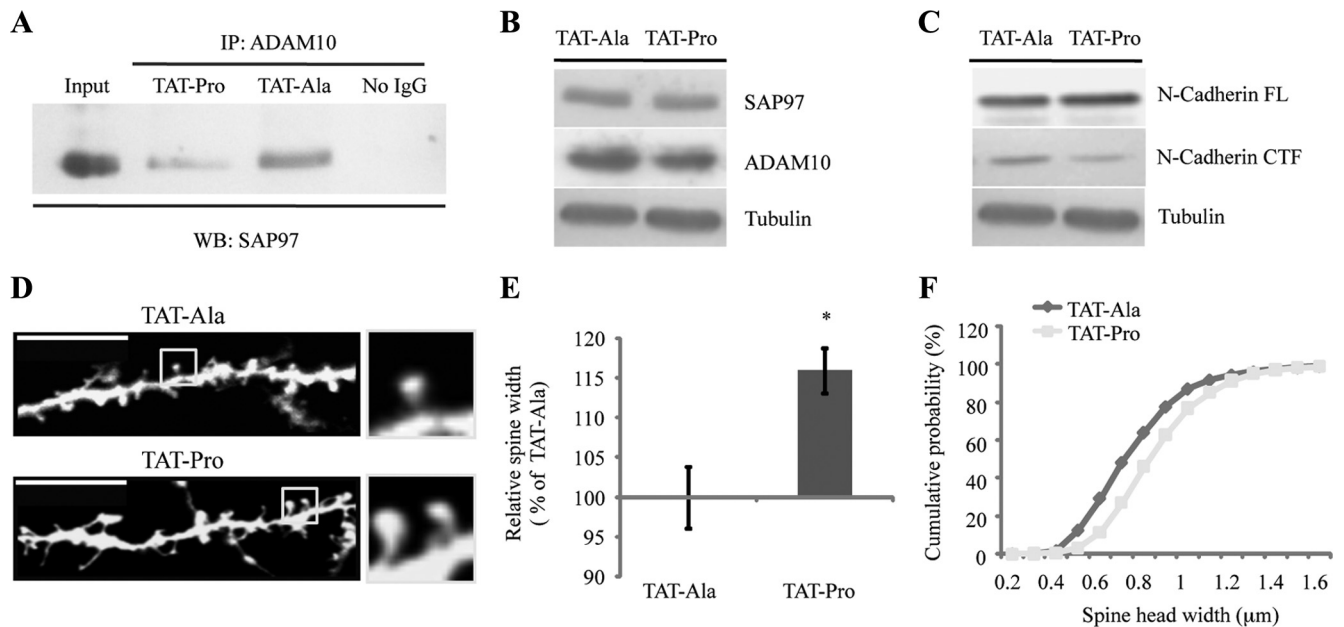 A
IP: ADAM10
Input TAT-Pro TAT-Ala No IgG
WB: SAP97
B
TAT-Ala TAT-Pro
SAP97
ADAM10
Tubulin
C
TAT-Ala TAT-Pro
N-Cadherin FL
N-Cadherin CTF
Tubulin
D
TAT-Ala
TAT-Pro
E
Relative spine width
( % of TAT-Ala)
120
115
110
105
100
95
90
*
TAT-Ala TAT-Pro
F
TAT-Ala
TAT-Pro
Cumulative probability (%)
120
100
80
60
40
20
0
0.2 0.4 0.6 0.8 1 1.2 1.4 1.6
Spine head width (μm)